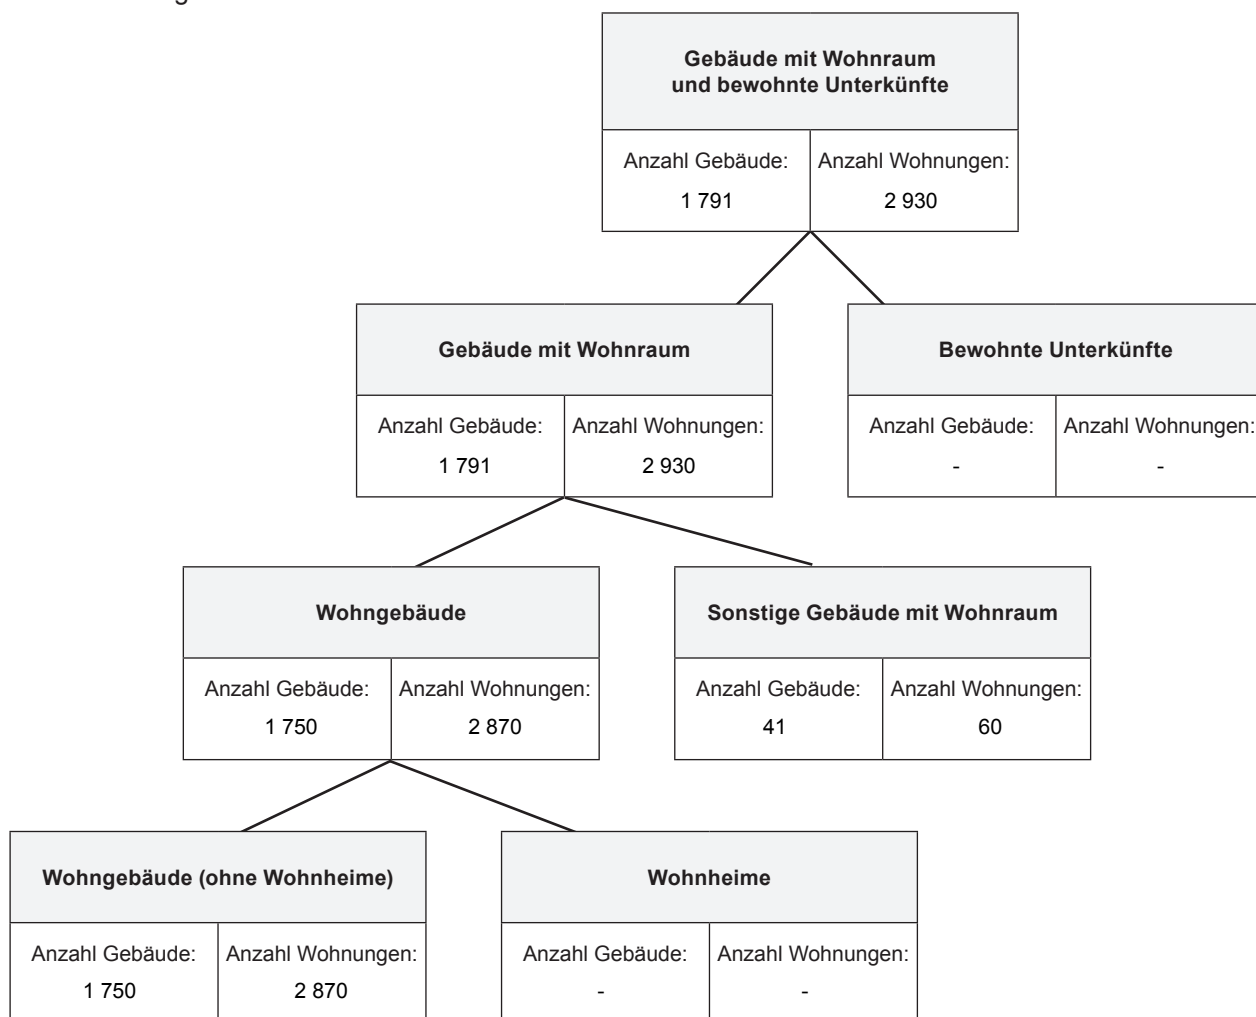 Gebäude mit Wohnraum
und bewohnte Unterkünfte
Anzahl Gebäude: Anzahl Wohnungen:
1 791 2 930
Gebäude mit Wohnraum Bewohnte Unterkünfte
Anzahl Gebäude: Anzahl Wohnungen: Anzahl Gebäude: Anzahl Wohnungen:
1 791 2 930 - -
Wohngebäude Sonstige Gebäude mit Wohnraum
Anzahl Gebäude: Anzahl Wohnungen: Anzahl Gebäude: Anzahl Wohnungen:
1 750 2 870 41 60
Wohngebäude (ohne Wohnheime) Wohnheime
Anzahl Gebäude: Anzahl Wohnungen: Anzahl Gebäude: Anzahl Wohnungen:
1 750 2 870 - -